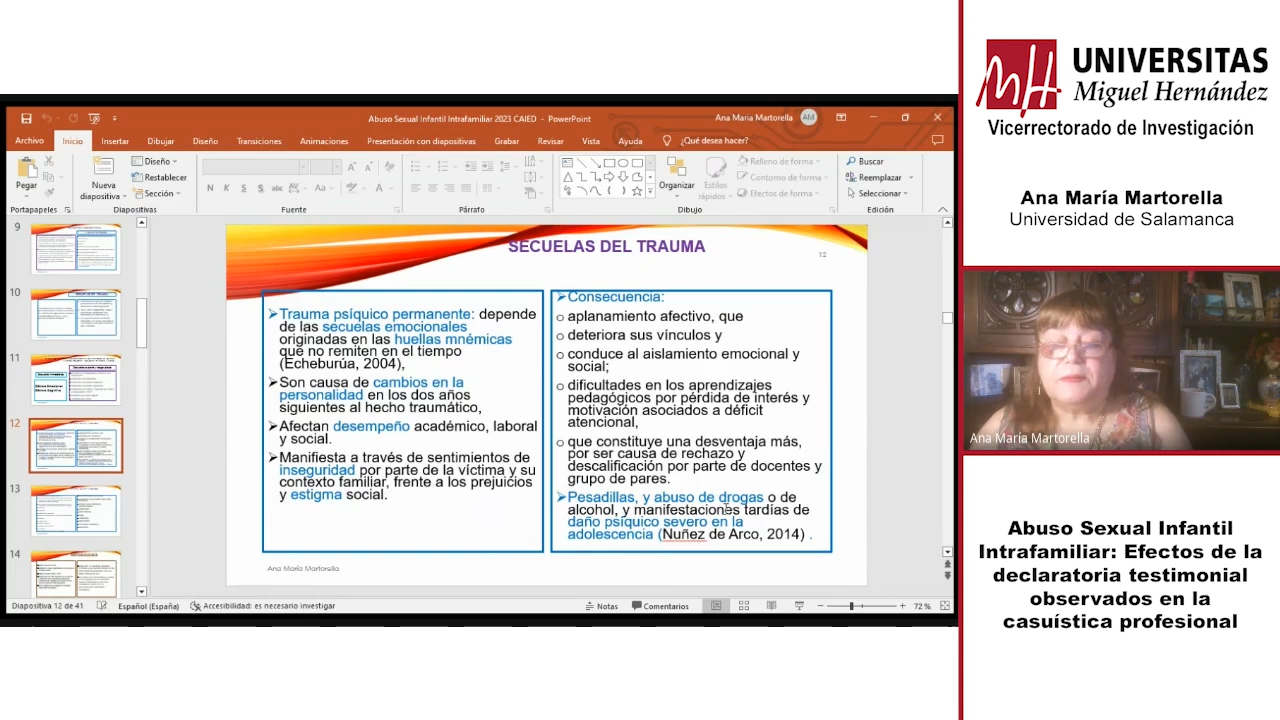 Abuso Sexual Infantil Intrafamiliar 2023 CAIED - PowerPoint
Ana Maria Martorella
AM
Archivo
Inicio
Insertar
Dibujar
Diseño
Transiciones
Animaciones
Presentación con diapositivas
Grabar
Revisar
Vista
Ayuda
¿Qué desea hacer?
Pegar
Nueva
diapositiva
Diseño
Restablecer
Sección
N K S S abc AV Aa
Organizar
Estilos
rápidos
Relleno de forma
Contorno de forma
Efectos de forma
Buscar
Reemplazar
Seleccionar
Portapapeles
Diapositivas
Fuente
Párrafo
Dibujo
Edición
9
10
11
12
13
14
SECUELAS DEL TRAUMA
12
Trauma psíquico permanente: depende
de las secuelas emocionales
originadas en las huellas mnémicas
que no remiten en el tiempo
(Echeburúa, 2004),
Son causa de cambios en la
personalidad en los dos años
siguientes al hecho traumático,
Afectan desempeño académico, laboral
y social.
Manifiesta a través de sentimientos de
inseguridad por parte de la víctima y su
contexto familiar, frente a los prejuicios
y estigma social.
Consecuencia:
o aplanamiento afectivo, que
o deteriora sus vínculos y
o conduce al aislamiento emocional y
social;
o dificultades en los aprendizajes
pedagógicos por pérdida de interés y
motivación asociados a déficit
atencional,
o que constituye una desventaja más,
por ser causa de rechazo y
descalificación por parte de docentes y
grupo de pares.
Pesadillas, y abuso de drogas o de
alcohol, y manifestaciones tardías de
daño psíquico severo en la
adolescencia (Nuñez de Arco, 2014) .
Ana María Martorella
Diapositiva 12 de 41
Español (España)
Accesibilidad: es necesario investigar
Notas
Comentarios
72 %
UNIVERSITAS
Miguel Hernández
Vicerrectorado de Investigación
Ana María Martorella
Universidad de Salamanca
Ana María Martorella
Abuso Sexual Infantil
Intrafamiliar: Efectos de la
declaratoria testimonial
observados en la
casuística profesional